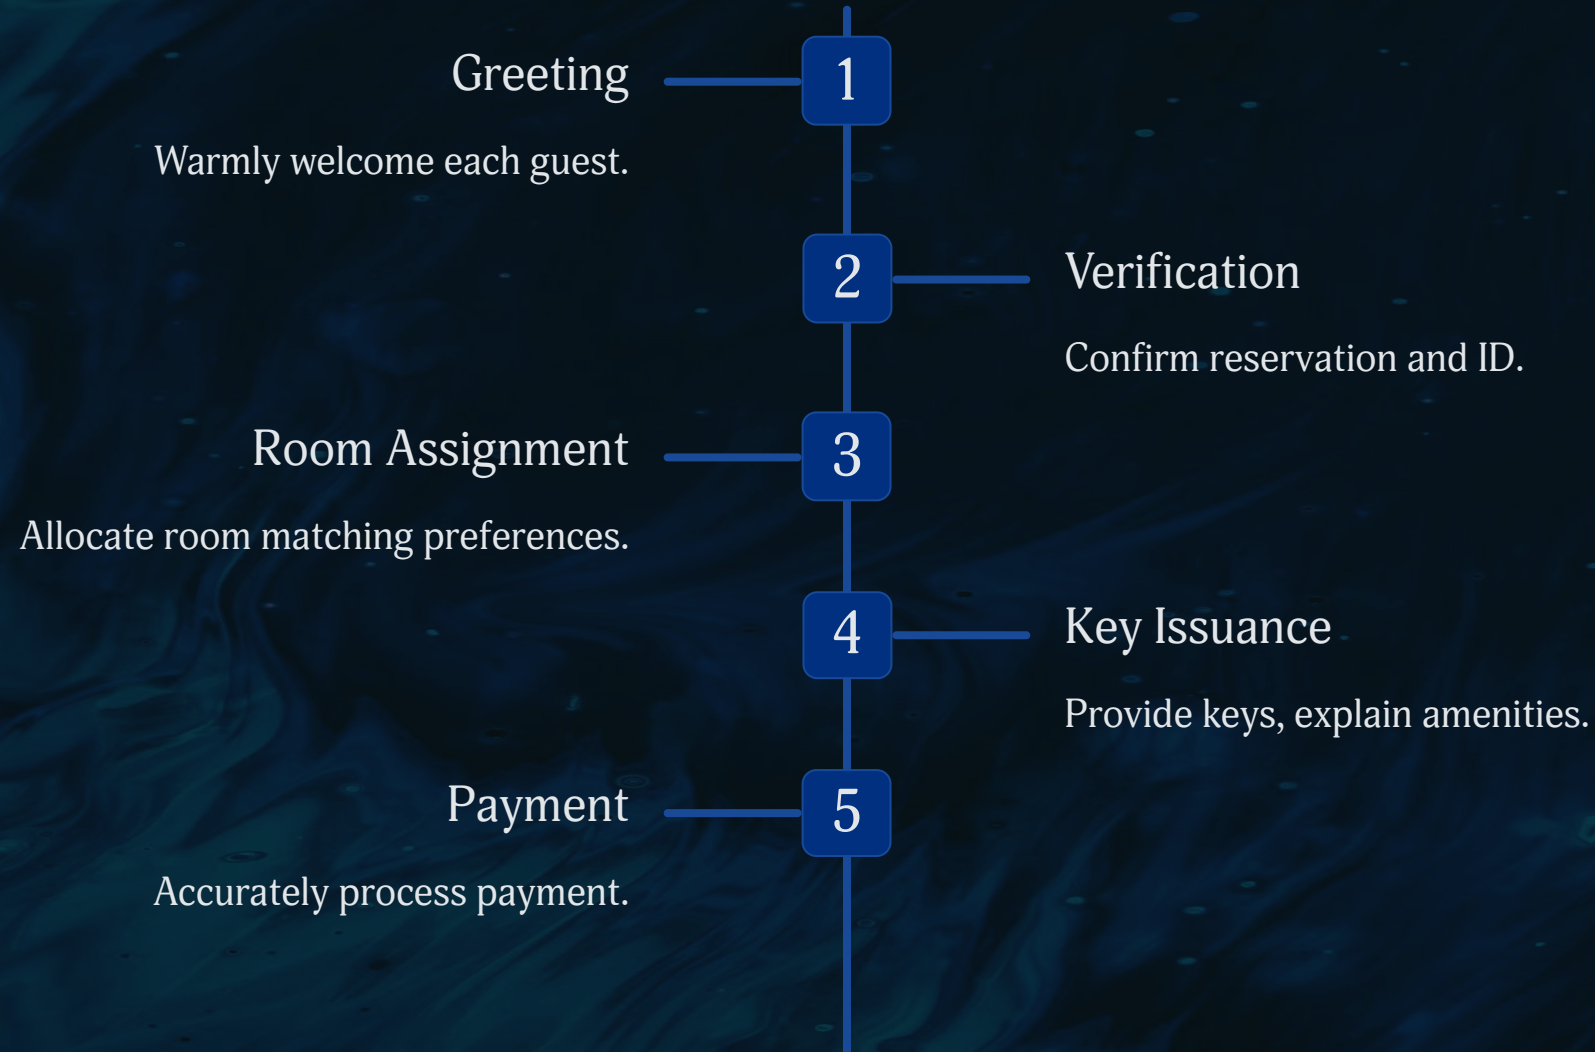 Greeting
1
Warmly welcome each guest.
2
Verification
Confirm reservation and ID.
Room Assignment
3
Allocate room matching preferences.
4
Key Issuance
Provide keys, explain amenities.
Payment
5
Accurately process payment.